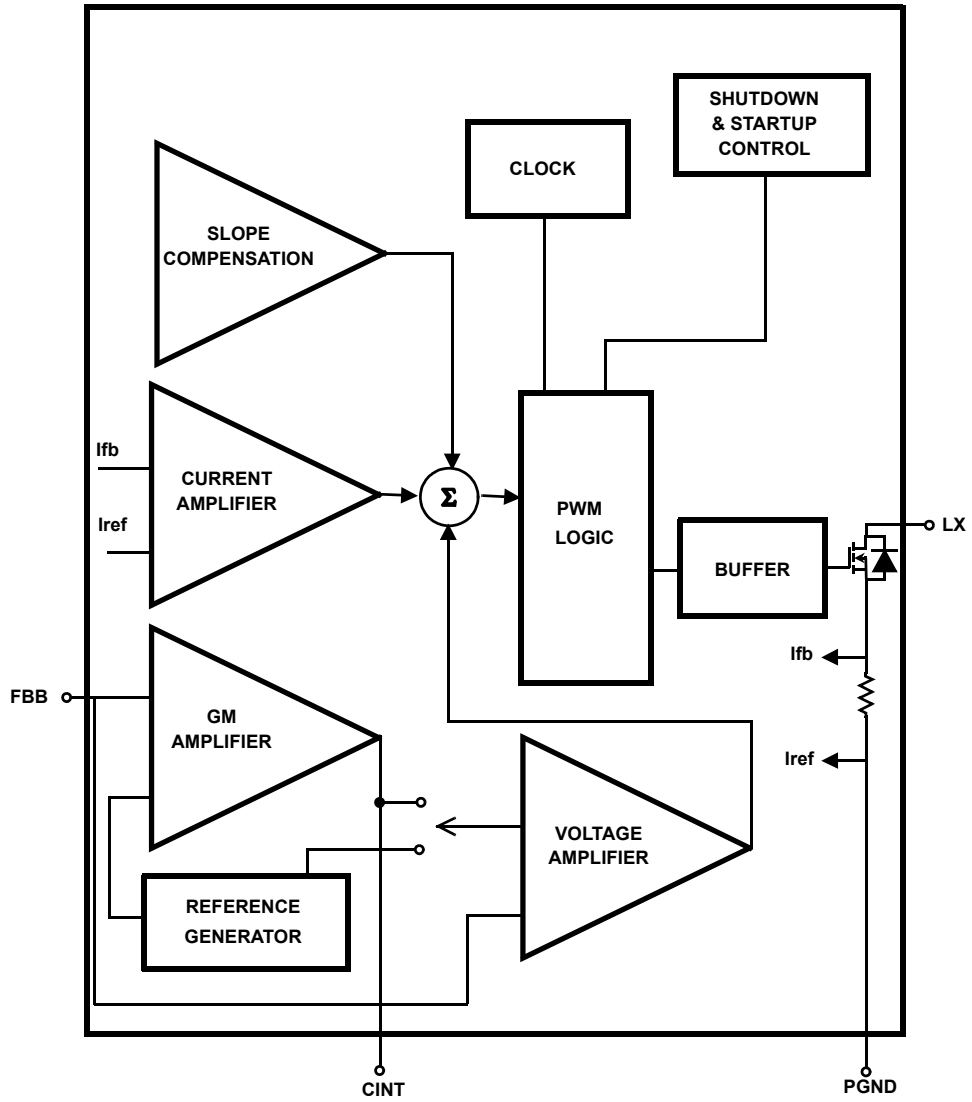 SHUTDOWN
& STARTUP
CONTROL
CLOCK
SLOPE
COMPENSATION
Ifb
CURRENT
AMPLIFIER
Iref
Σ
PWM
LOGIC
LX
BUFFER
Ifb
FBB
GM
AMPLIFIER
Iref
VOLTAGE
AMPLIFIER
REFERENCE
GENERATOR
CINT
PGND